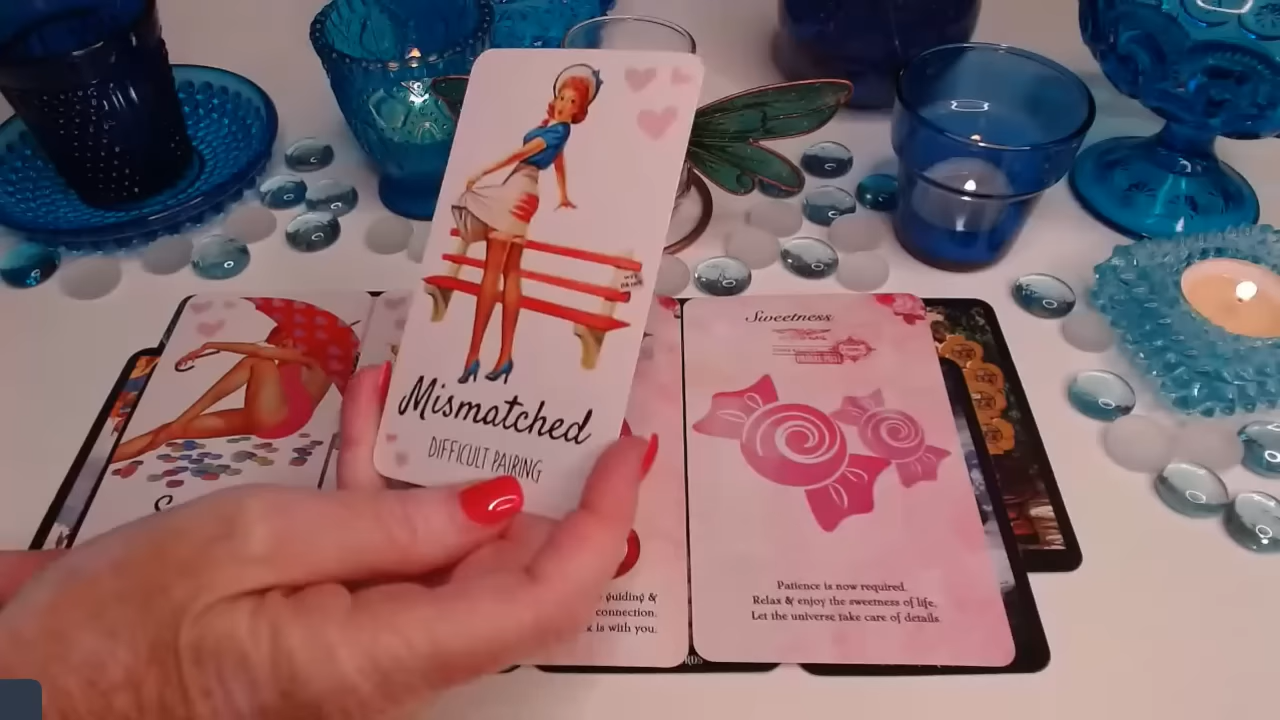 Mismatched
DIFFICULT PAIRING
Sweetness
Patience is now required.
Relax & enjoy the sweetness of life.
Let the universe take care of details
guiding &
connection.
is with you.